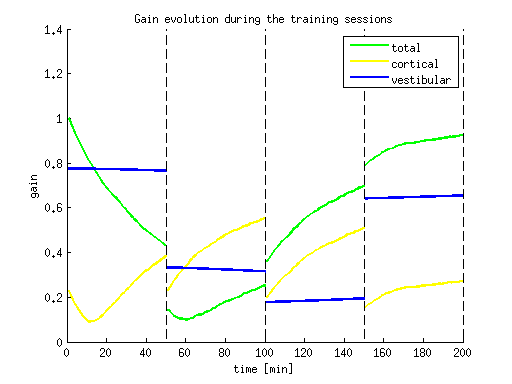 Gain evolution during the training sessions
total
cortical
vestibular
1.4
1.2
1
0.8
0.6
0.4
0.2
0
gain
0 20 40 60 80 100 120 140 160 180 200
time [min]